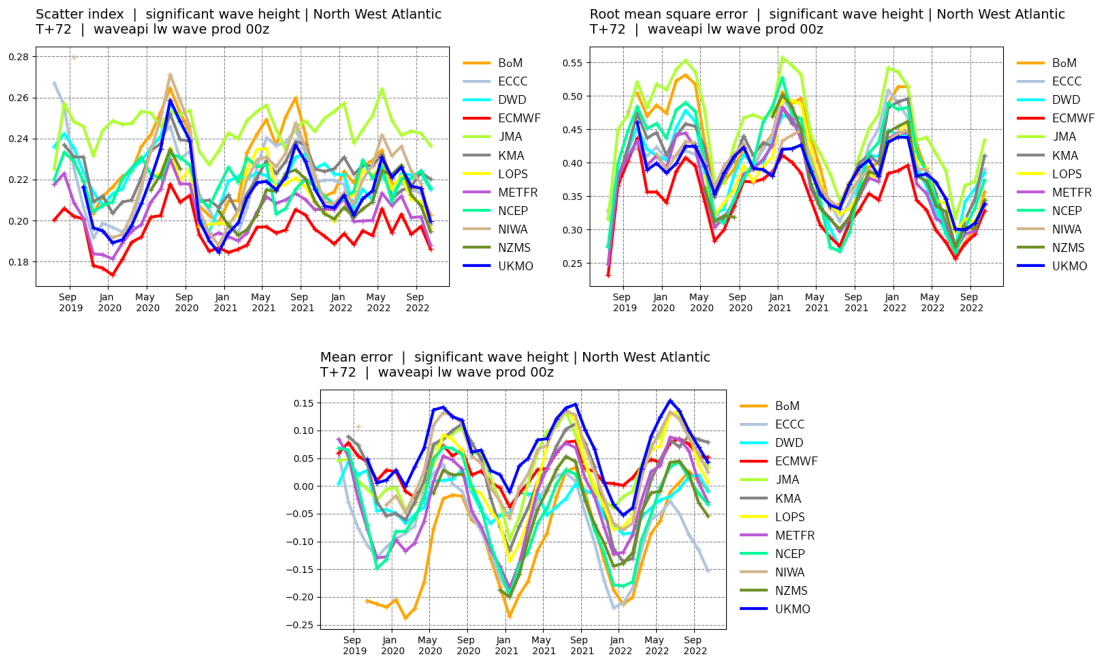 Scatter index | significant wave height | North West Atlantic
T+72 | waveapi lw wave prod 00z
0.28
0.26
0.24
0.22
0.20
0.18
Sep 2019
Jan 2020
May 2020
Sep 2020
Jan 2021
May 2021
Sep 2021
Jan 2022
May 2022
Sep 2022
BoM
ECCC
DWD
ECMWF
JMA
KMA
LOPS
METFR
NCEP
NIWA
NZMS
UKMO
Root mean square error | significant wave height | North West Atlantic
T+72 | waveapi lw wave prod 00z
0.55
0.50
0.45
0.40
0.35
0.30
0.25
Sep 2019
Jan 2020
May 2020
Sep 2020
Jan 2021
May 2021
Sep 2021
Jan 2022
May 2022
Sep 2022
BoM
ECCC
DWD
ECMWF
JMA
KMA
LOPS
METFR
NCEP
NIWA
NZMS
UKMO
Mean error | significant wave height | North West Atlantic
T+72 | waveapi lw wave prod 00z
0.15
0.10
0.05
0.00
−0.05
−0.10
−0.15
−0.20
−0.25
Sep 2019
Jan 2020
May 2020
Sep 2020
Jan 2021
May 2021
Sep 2021
Jan 2022
May 2022
Sep 2022
BoM
ECCC
DWD
ECMWF
JMA
KMA
LOPS
METFR
NCEP
NIWA
NZMS
UKMO